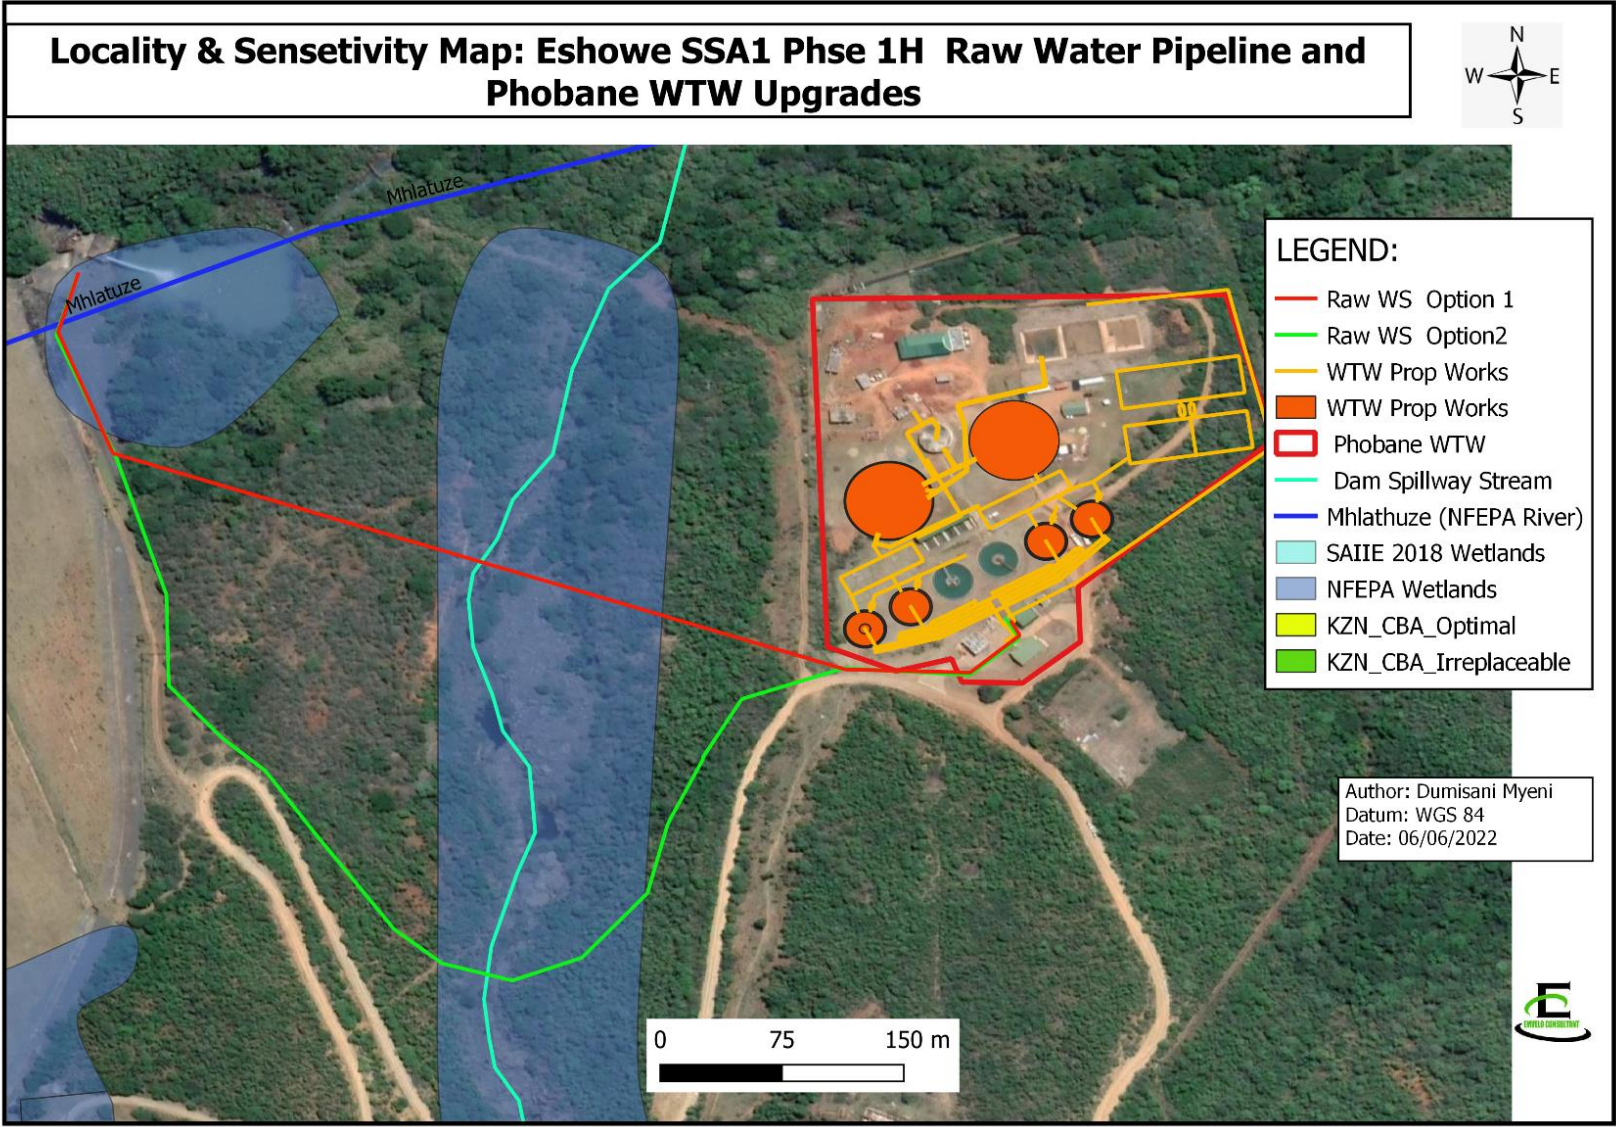 Locality & Sensetivity Map: Eshowe SSA1 Phse 1H Raw Water Pipeline and
Phobane WTW Upgrades
N
W E
S
Mhlatuze
Mhlatuze
LEGEND:
Raw WS Option 1
Raw WS Option2
WTW Prop Works
WTW Prop Works
Phobane WTW
Dam Spillway Stream
Mhlathuze (NFEPA River)
SAIIE 2018 Wetlands
NFEPA Wetlands
KZN_CBA_Optimal
KZN_CBA_Irreplaceable
Author: Dumisani Myeni
Datum: WGS 84
Date: 06/06/2022
0 75 150 m
E